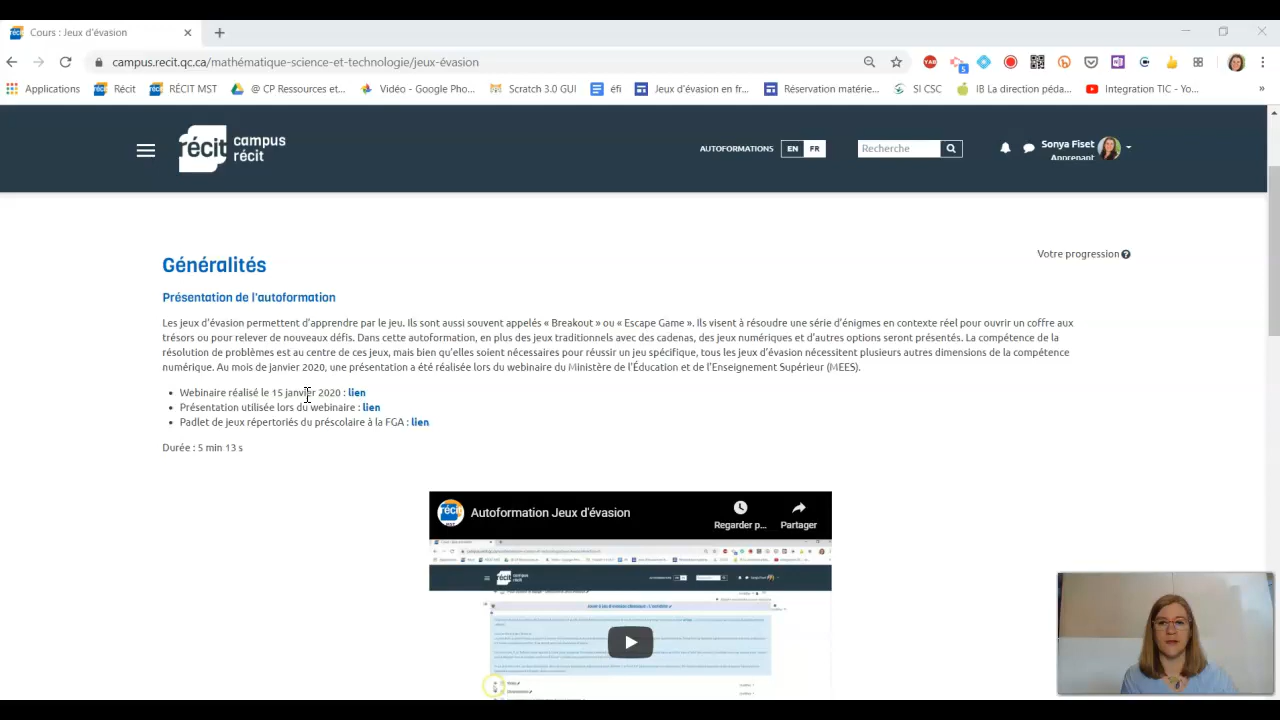 Cours : Jeux d'évasion
campus.recit.qc.ca/mathématique-science-et-technologie/jeux-évasion
Applications Récit RÉCIT MST @ CP Ressources et... Vidéo - Google Pho... Scratch 3.0 GUI éfi Jeux d'évasion en fr... Réservation matérie... SI CSC IB La direction péda... Integration TIC - Yo... »
récit campus récit
AUTOFORMATIONS EN FR Recherche Sonya Fiset
Apprenant
Votre progression
Généralités
Présentation de l'autoformation
Les jeux d'évasion permettent d'apprendre par le jeu. Ils sont aussi souvent appelés « Breakout » ou « Escape Game ». Ils visent à résoudre une série d'énigmes en contexte réel pour ouvrir un coffre aux
trésors ou pour relever de nouveaux défis. Dans cette autoformation, en plus des jeux traditionnels avec des cadenas, des jeux numériques et d'autres options seront présentés. La compétence de la
résolution de problèmes est au centre de ces jeux, mais bien qu'elles soient nécessaires pour réussir un jeu spécifique, tous les jeux d'évasion nécessitent plusieurs autres dimensions de la compétence
numérique. Au mois de janvier 2020, une présentation a été réalisée lors du webinaire du Ministère de l'Éducation et de l'Enseignement Supérieur (MEES).
• Webinaire réalisé le 15 janvier 2020 : lien
• Présentation utilisée lors du webinaire : lien
• Padlet de jeux répertoriés du préscolaire à la FGA : lien
Durée : 5 min 13 s
récit Autoformation Jeux d'évasion
Regarder p... Partager
récit